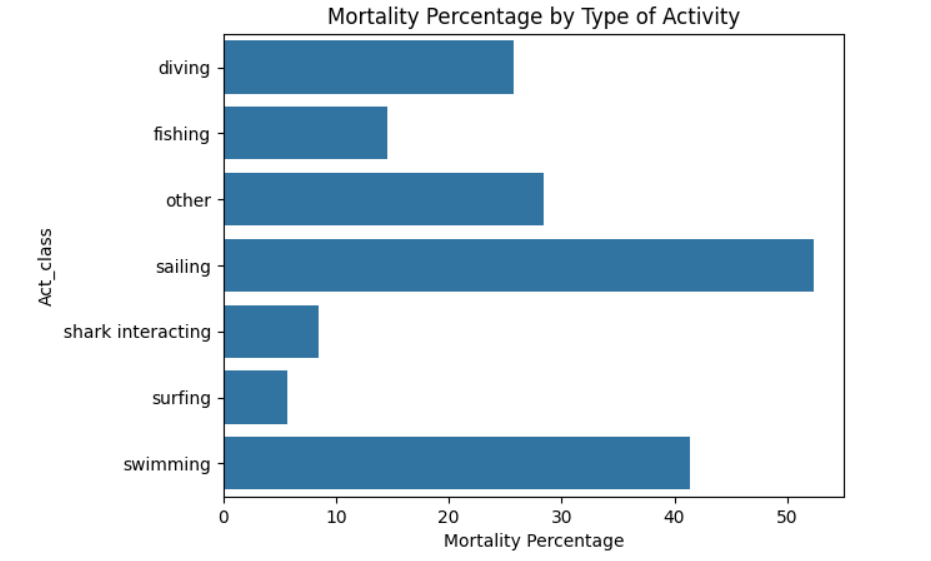 Mortality Percentage by Type of Activity
diving
fishing
other
sailing
shark interacting
surfing
swimming
Act_class
0 10 20 30 40 50
Mortality Percentage